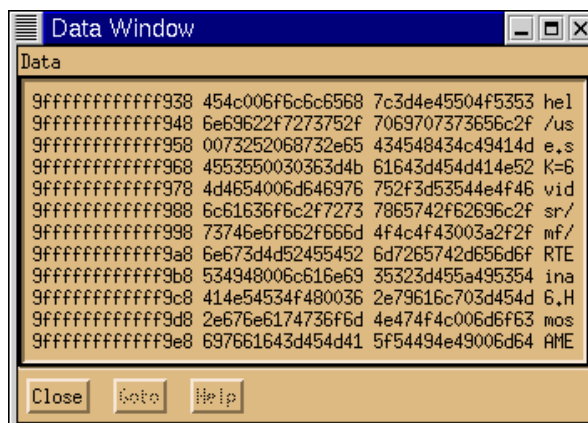 Data Window
Data
9ffffffffffff938 454c006f6c6c6568 7c3d4e45504f5353 hel
9ffffffffffff948 6e69622f7273752f 7069707373656c2f /us
9ffffffffffff958 0073252068732e65 434548434c49414d e.s
9ffffffffffff968 4553550030363d4b 61643d454d414e52 K=6
9ffffffffffff978 4d4654006d646976 752f3d53544e4f46 vid
9ffffffffffff988 6c61636f6c2f7273 7865742f62696c2f sr/
9ffffffffffff998 73746e6f662f666d 4f4c4f43003a2f2f mf/
9ffffffffffff9a8 6e673d4d52455452 6d7265742d656d6f RTE
9ffffffffffff9b8 534948006c616e69 35323d455a495354 ina
9ffffffffffff9c8 414e54534f480036 2e79616c703d454d 6.H
9ffffffffffff9d8 2e676e6174736f6d 4e474f4c006d6f63 mos
9ffffffffffff9e8 697661643d454d41 5f54494e49006d64 AME
Close Goto Help